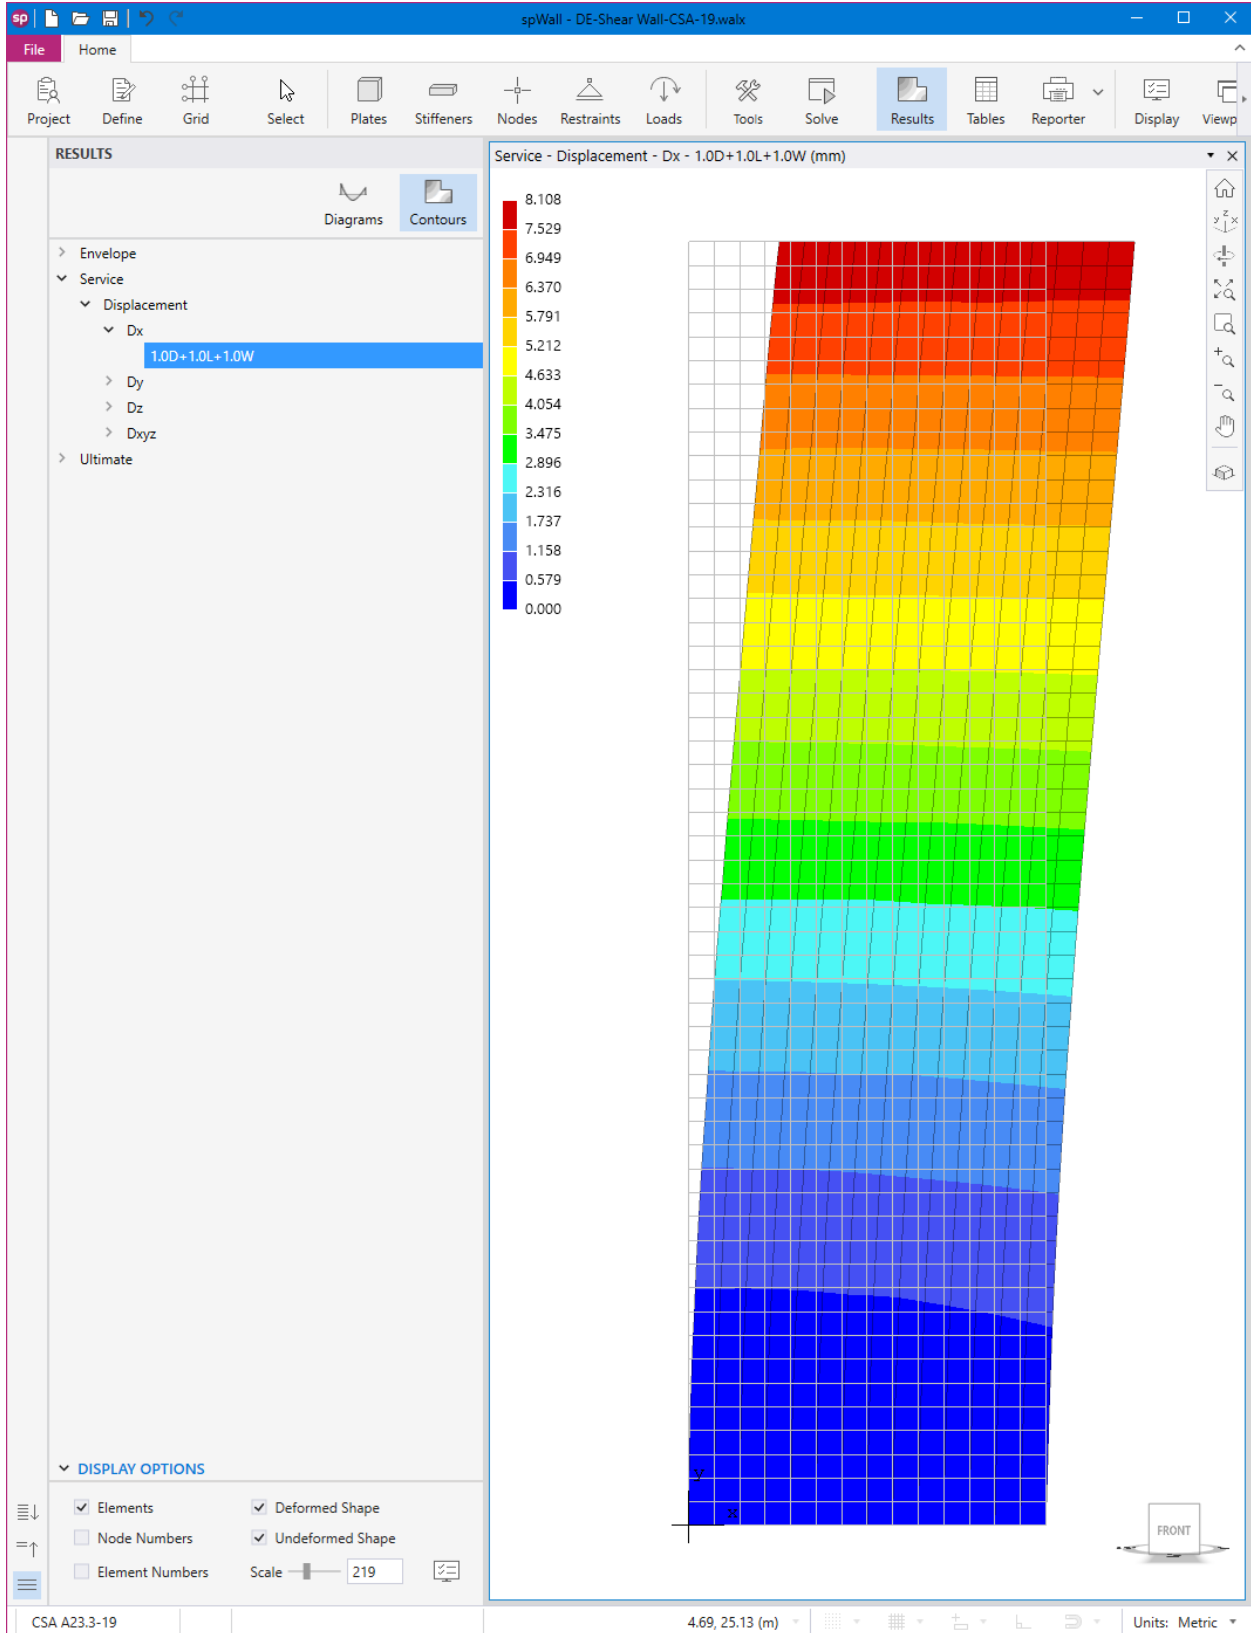 sp
spWall - DE-Shear Wall-CSA-19.walx
File Home
Project Define Grid Select Plates Stiffeners Nodes Restraints Loads Tools Solve Results Tables Reporter Display Viewp
RESULTS
Diagrams Contours
Envelope
Service
Displacement
Dx
1.0D+1.0L+1.0W
Dy
Dz
Dxyz
Ultimate
DISPLAY OPTIONS
Elements Deformed Shape
Node Numbers Undeformed Shape
Element Numbers Scale 219
Service - Displacement - Dx - 1.0D+1.0L+1.0W (mm)
8.108
7.529
6.949
6.370
5.791
5.212
4.633
4.054
3.475
2.896
2.316
1.737
1.158
0.579
0.000
y
x
z
y x
FRONT
CSA A23.3-19 4.69, 25.13 (m) Units: Metric